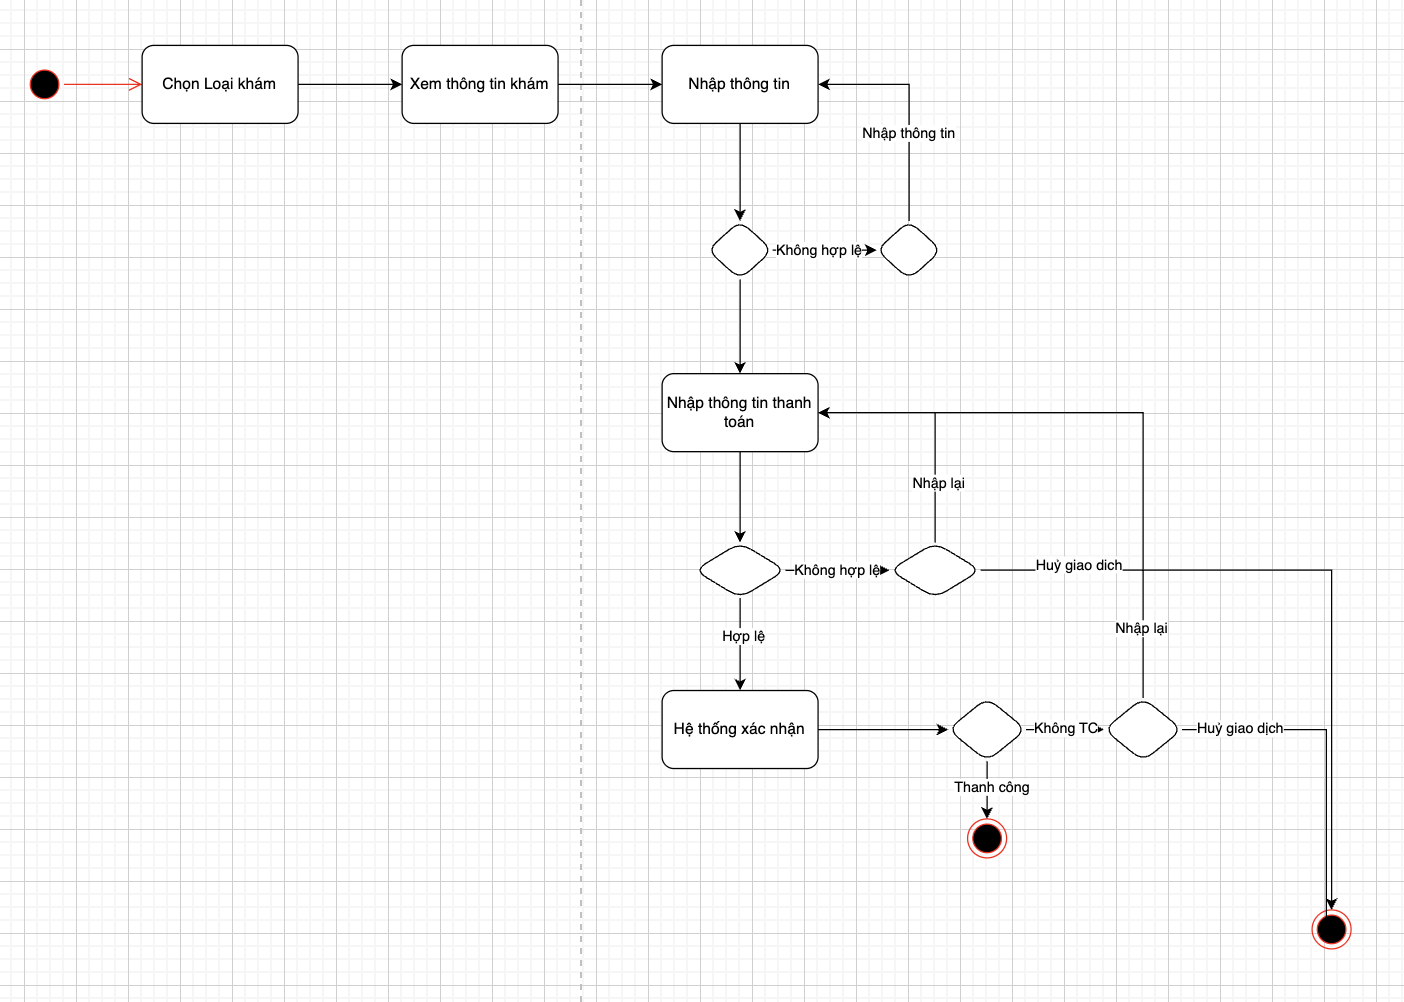 Chọn Loại khám
Xem thông tin khám
Nhập thông tin
Nhập thông tin
Không hợp lệ
Nhập thông tin thanh
toán
Nhập lại
Không hợp lệ
Huỷ giao dich
Nhập lại
Hợp lệ
Hệ thống xác nhận
Không TC
Huỷ giao dịch
Thanh công